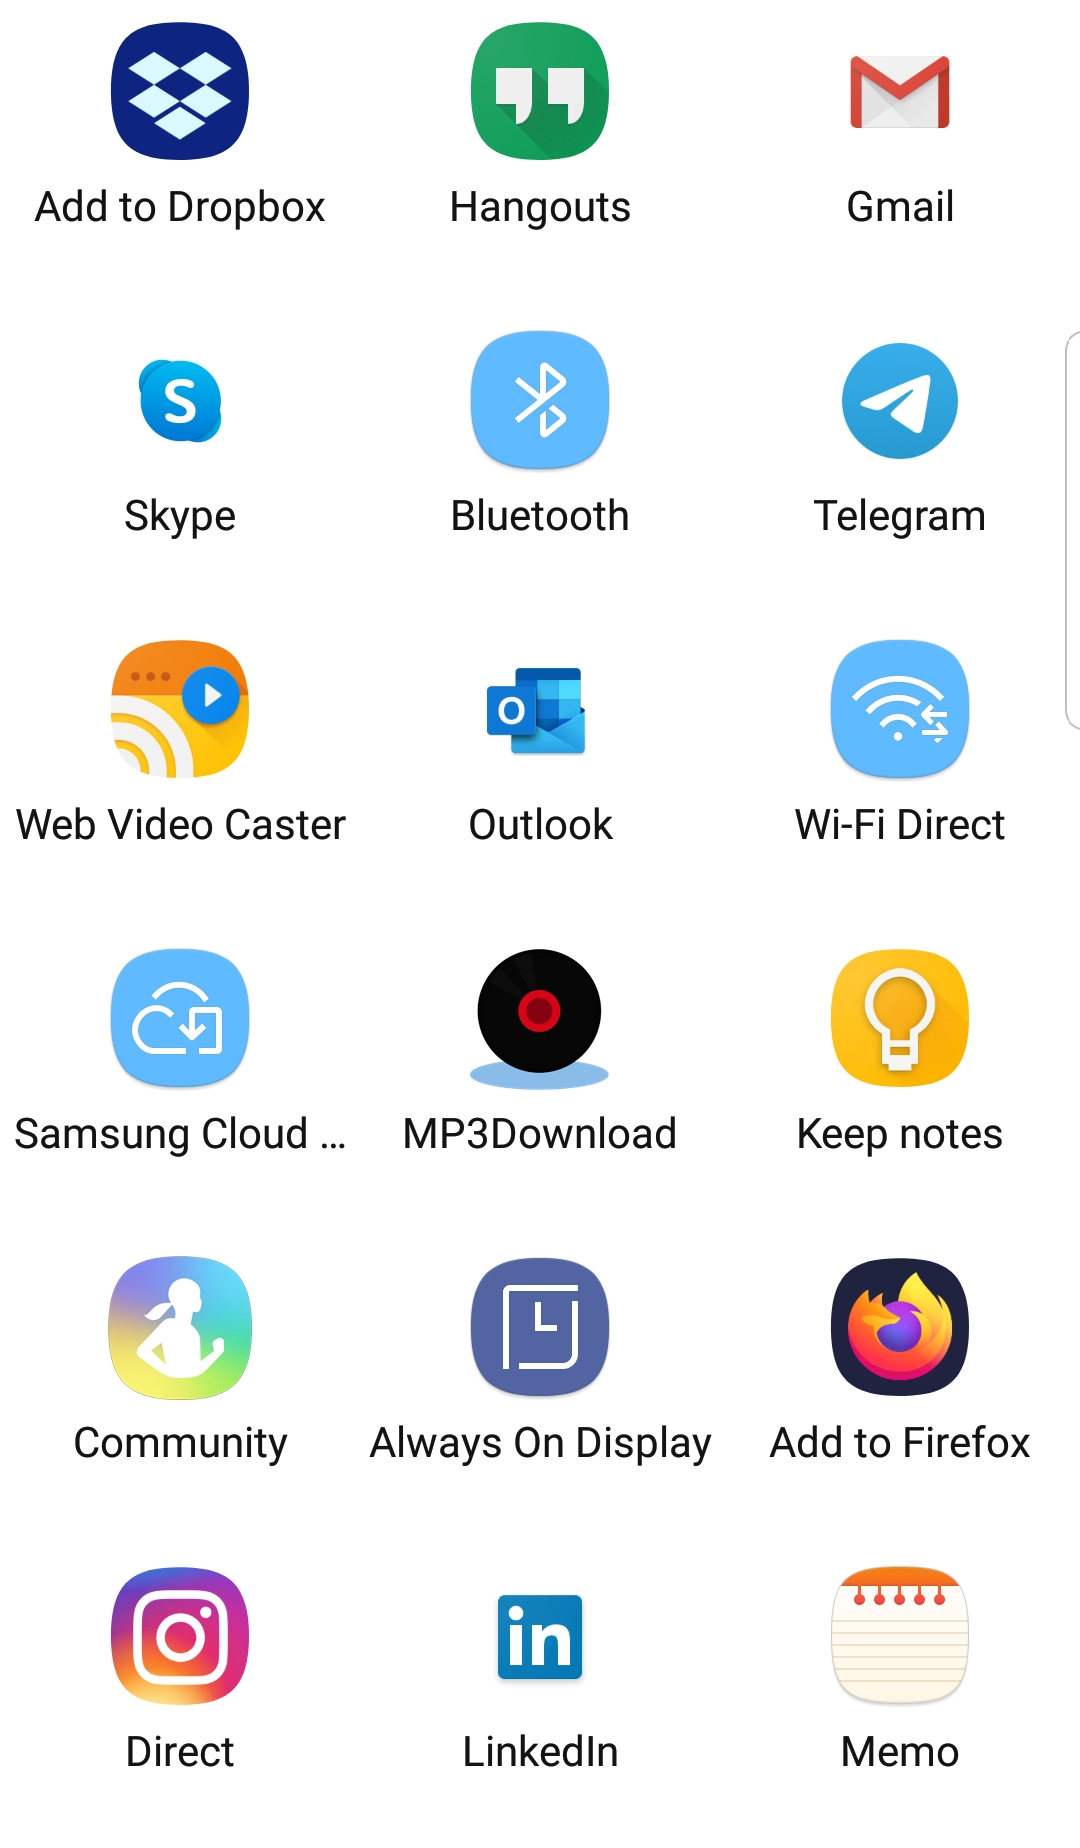 Add to Dropbox
Hangouts
Gmail
S
Skype
Bluetooth
Telegram
Web Video Caster
O
Outlook
Wi-Fi Direct
Samsung Cloud ...
MP3Download
Keep notes
Community
Always On Display
Add to Firefox
Direct
in
LinkedIn
Memo